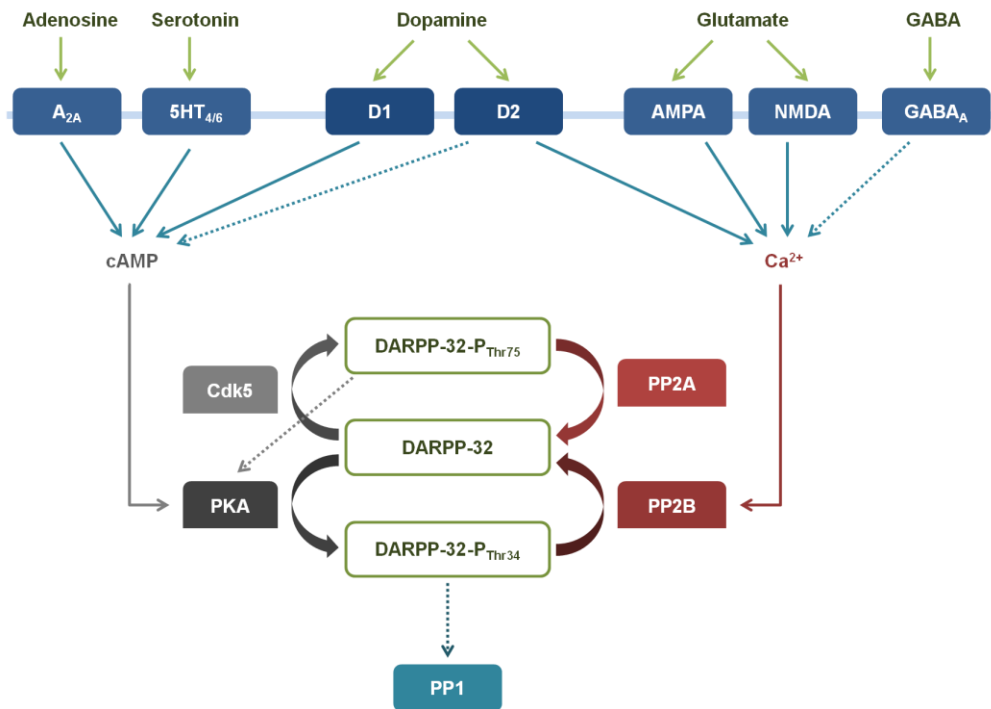 Adenosine Serotonin Dopamine Glutamate GABA
A2A 5HT4/6 D1 D2 AMPA NMDA GABAA
cAMP Ca2+
DARPP-32-PThr75
Cdk5 PP2A
DARPP-32
PKA PP2B
DARPP-32-PThr34
PP1